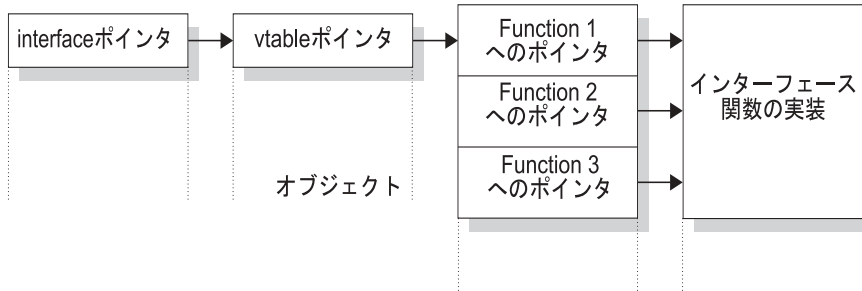 interfaceポインタ
vtableポインタ
Function 1
へのポインタ
Function 2
へのポインタ
Function 3
へのポインタ
インターフェース
関数の実装
オブジェクト